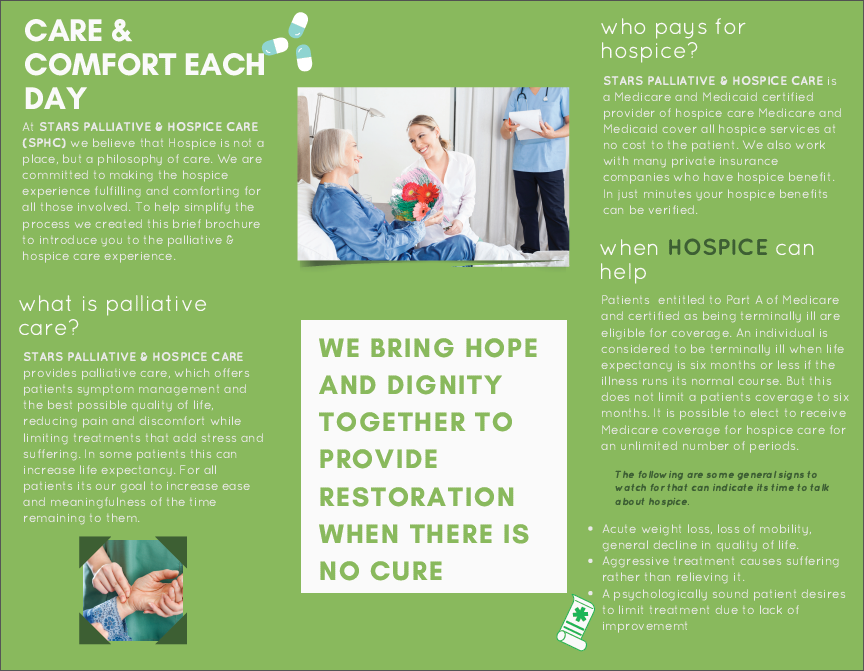 CARE &
COMFORT EACH
DAY
At STARS PALLIATIVE & HOSPICE CARE
(SPHC) we believe that Hospice is not a
place, but a philosophy of care. We are
committed to making the hospice
experience fulfilling and comforting for
all those involved. To help simplify the
process we created this brief brochure
to introduce you to the palliative &
hospice care experience.
what is palliative
care?
STARS PALLIATIVE & HOSPICE CARE
provides palliative care, which offers
patients symptom management and
the best possible quality of life,
reducing pain and discomfort while
limiting treatments that add stress and
suffering. In some patients this can
increase life expectancy. For all
patients its our goal to increase ease
and meaningfulness of the time
remaining to them.
WE BRING HOPE
AND DIGNITY
TOGETHER TO
PROVIDE
RESTORATION
WHEN THERE IS
NO CURE
who pays for
hospice?
STARS PALLIATIVE & HOSPICE CARE is
a Medicare and Medicaid certified
provider of hospice care Medicare and
Medicaid cover all hospice services at
no cost to the patient. We also work
with many private insurance
companies who have hospice benefit.
In just minutes your hospice benefits
can be verified.
when HOSPICE can
help
Patients entitled to Part A of Medicare
and certified as being terminally ill are
eligible for coverage. An individual is
considered to be terminally ill when life
expectancy is six months or less if the
illness runs its normal course. But this
does not limit a patients coverage to six
months. It is possible to elect to receive
Medicare coverage for hospice care for
an unlimited number of periods.
The following are some general signs to
watch for that can indicate its time to talk
about hospice.
• Acute weight loss, loss of mobility,
general decline in quality of life.
• Aggressive treatment causes suffering
rather than relieving it.
• A psychologically sound patient desires
to limit treatment due to lack of
improvememt